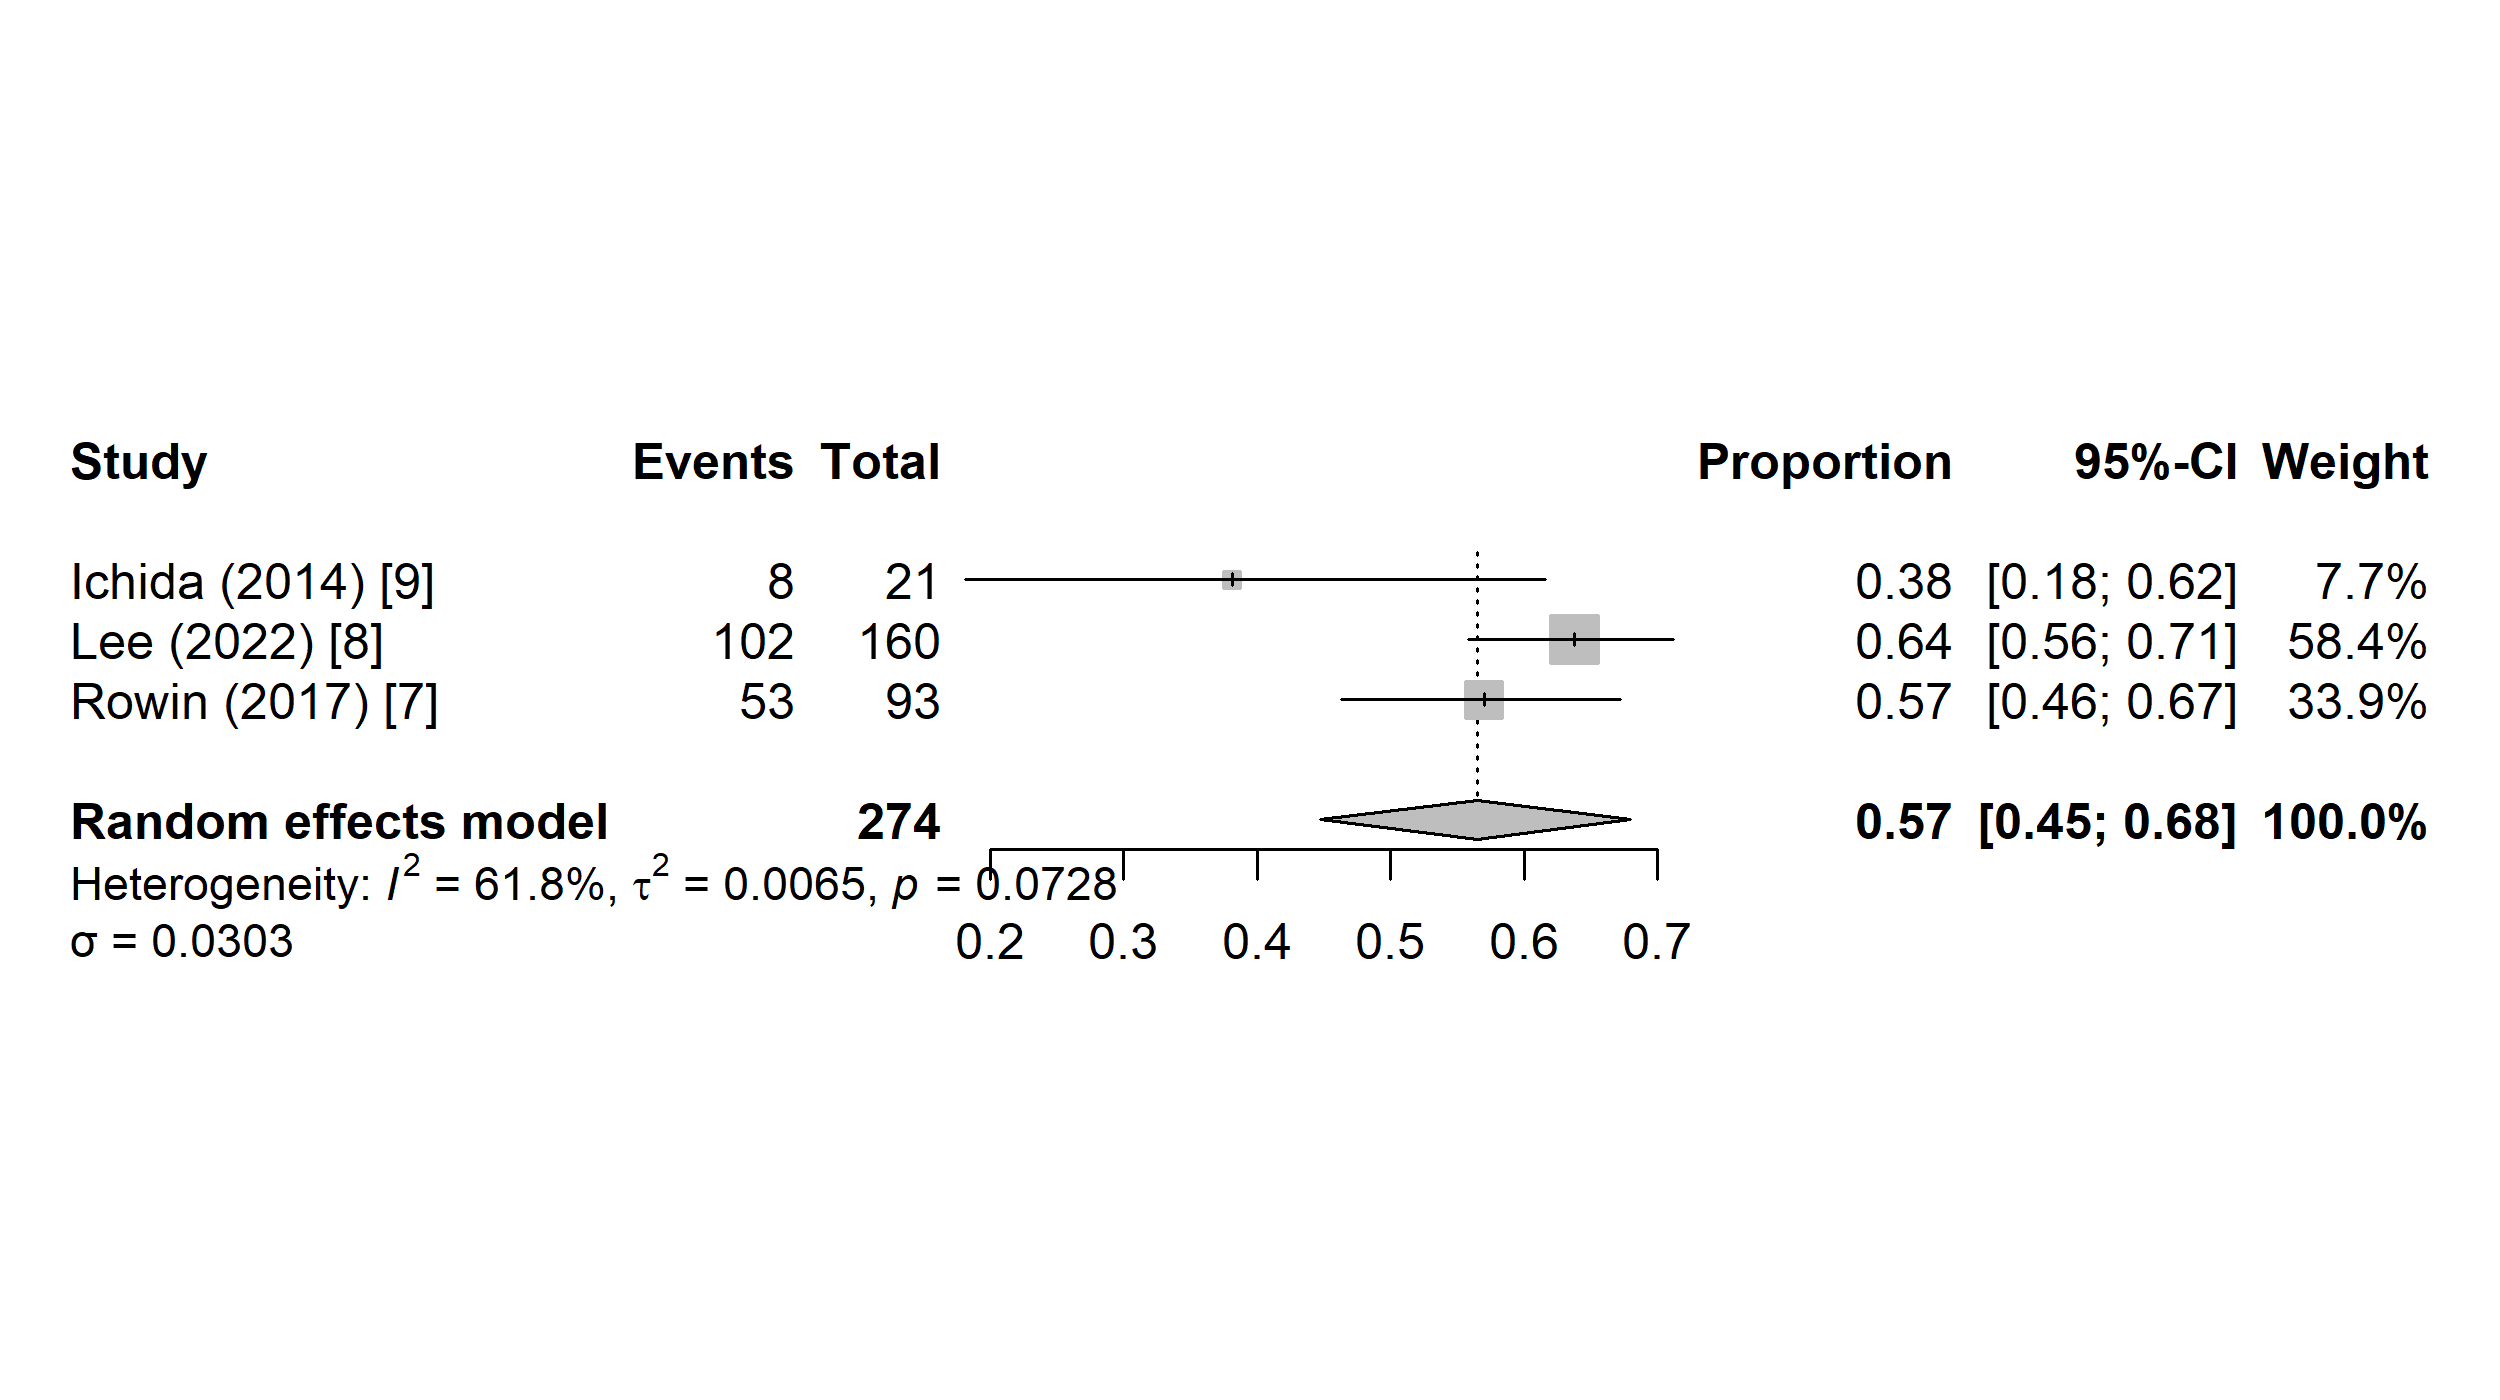 Study Events Total Proportion 95%-CI Weight
Ichida (2014) [9] 8 21 0.38 [0.18; 0.62] 7.7%
Lee (2022) [8] 102 160 0.64 [0.56; 0.71] 58.4%
Rowin (2017) [7] 53 93 0.57 [0.46; 0.67] 33.9%
Random effects model 274 0.57 [0.45; 0.68] 100.0%
Heterogeneity: I² = 61.8%, τ² = 0.0065, p = 0.0728
σ = 0.0303
0.2 0.3 0.4 0.5 0.6 0.7